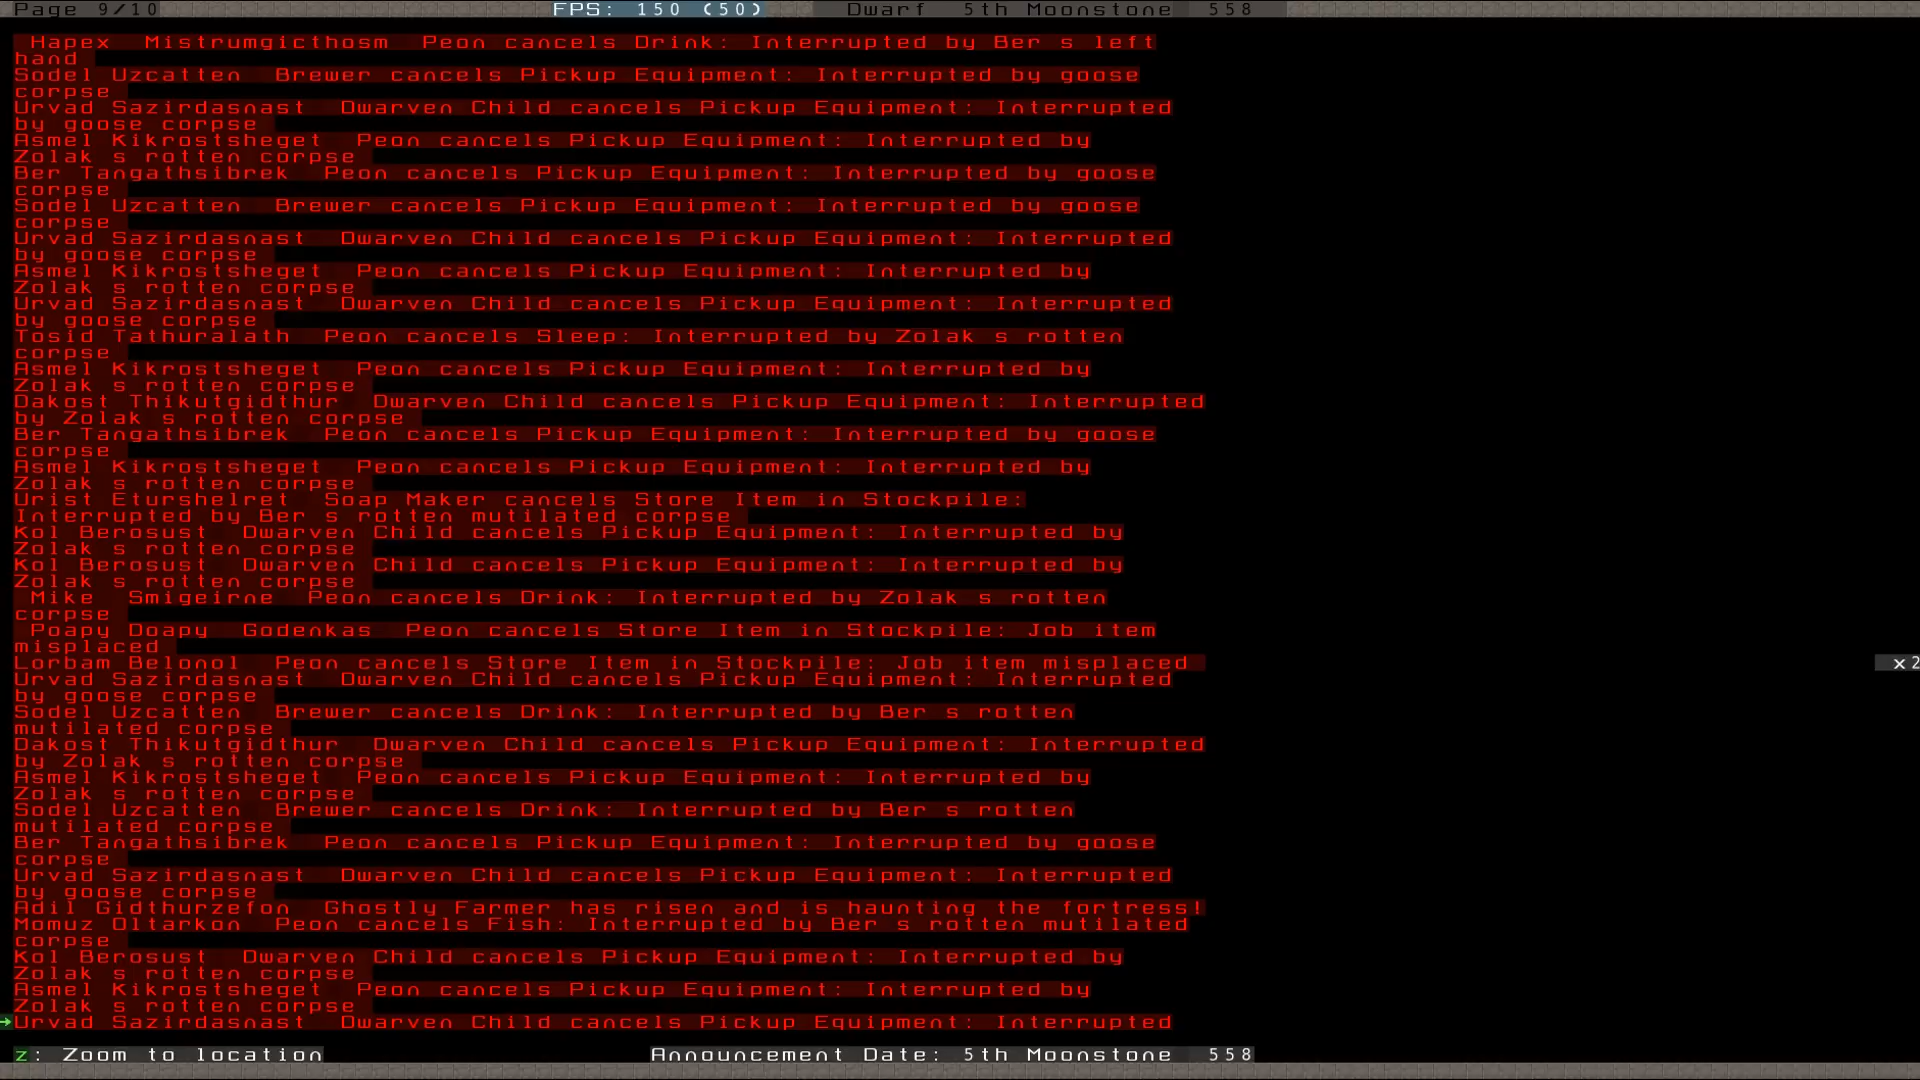 Page 9/10 FPS: 150 (50) Dwarf 5th Moonstone 558
Hapex Mistrumgicthosm Peon cancels Drink: Interrupted by Ber s left
hand
Sodel Uzcatten Brewer cancels Pickup Equipment: Interrupted by goose
corpse
Urvad Sazirdasnast Dwarven Child cancels Pickup Equipment: Interrupted
by goose corpse
Asmel Kikrostsheget Peon cancels Pickup Equipment: Interrupted by
Zolak s rotten corpse
Ber Tangathsibrek Peon cancels Pickup Equipment: Interrupted by goose
corpse
Sodel Uzcatten Brewer cancels Pickup Equipment: Interrupted by goose
corpse
Urvad Sazirdasnast Dwarven Child cancels Pickup Equipment: Interrupted
by goose corpse
Asmel Kikrostsheget Peon cancels Pickup Equipment: Interrupted by
Zolak s rotten corpse
Urvad Sazirdasnast Dwarven Child cancels Pickup Equipment: Interrupted
by goose corpse
Tosid Tathuralath Peon cancels Sleep: Interrupted by Zolak s rotten
corpse
Asmel Kikrostsheget Peon cancels Pickup Equipment: Interrupted by
Zolak s rotten corpse
Dakost Thikutgidthur Dwarven Child cancels Pickup Equipment: Interrupted
by Zolak s rotten corpse
Ber Tangathsibrek Peon cancels Pickup Equipment: Interrupted by goose
corpse
Asmel Kikrostsheget Peon cancels Pickup Equipment: Interrupted by
Zolak s rotten corpse
Urist Eturshelret Soap Maker cancels Store Item in Stockpile:
Interrupted by Ber s rotten mutilated corpse
Kol Berosust Dwarven Child cancels Pickup Equipment: Interrupted by
Zolak s rotten corpse
Kol Berosust Dwarven Child cancels Pickup Equipment: Interrupted by
Zolak s rotten corpse
Mike Smigeirne Peon cancels Drink: Interrupted by Zolak s rotten
corpse
Poapy Doapy Godenkas Peon cancels Store Item in Stockpile: Job item
misplaced
Lorbam Belonol Peon cancels Store Item in Stockpile: Job item misplaced x2
Urvad Sazirdasnast Dwarven Child cancels Pickup Equipment: Interrupted
by goose corpse
Sodel Uzcatten Brewer cancels Drink: Interrupted by Ber s rotten
mutilated corpse
Dakost Thikutgidthur Dwarven Child cancels Pickup Equipment: Interrupted
by Zolak s rotten corpse
Asmel Kikrostsheget Peon cancels Pickup Equipment: Interrupted by
Zolak s rotten corpse
Sodel Uzcatten Brewer cancels Drink: Interrupted by Ber s rotten
mutilated corpse
Ber Tangathsibrek Peon cancels Pickup Equipment: Interrupted by goose
corpse
Urvad Sazirdasnast Dwarven Child cancels Pickup Equipment: Interrupted
by goose corpse
Adil Gidthurzefon Ghostly Farmer has risen and is haunting the fortress!
Momuz Oltarkon Peon cancels Fish: Interrupted by Ber s rotten mutilated
corpse
Kol Berosust Dwarven Child cancels Pickup Equipment: Interrupted by
Zolak s rotten corpse
Asmel Kikrostsheget Peon cancels Pickup Equipment: Interrupted by
Zolak s rotten corpse
→Urvad Sazirdasnast Dwarven Child cancels Pickup Equipment: Interrupted
z: Zoom to location Announcement Date: 5th Moonstone 558